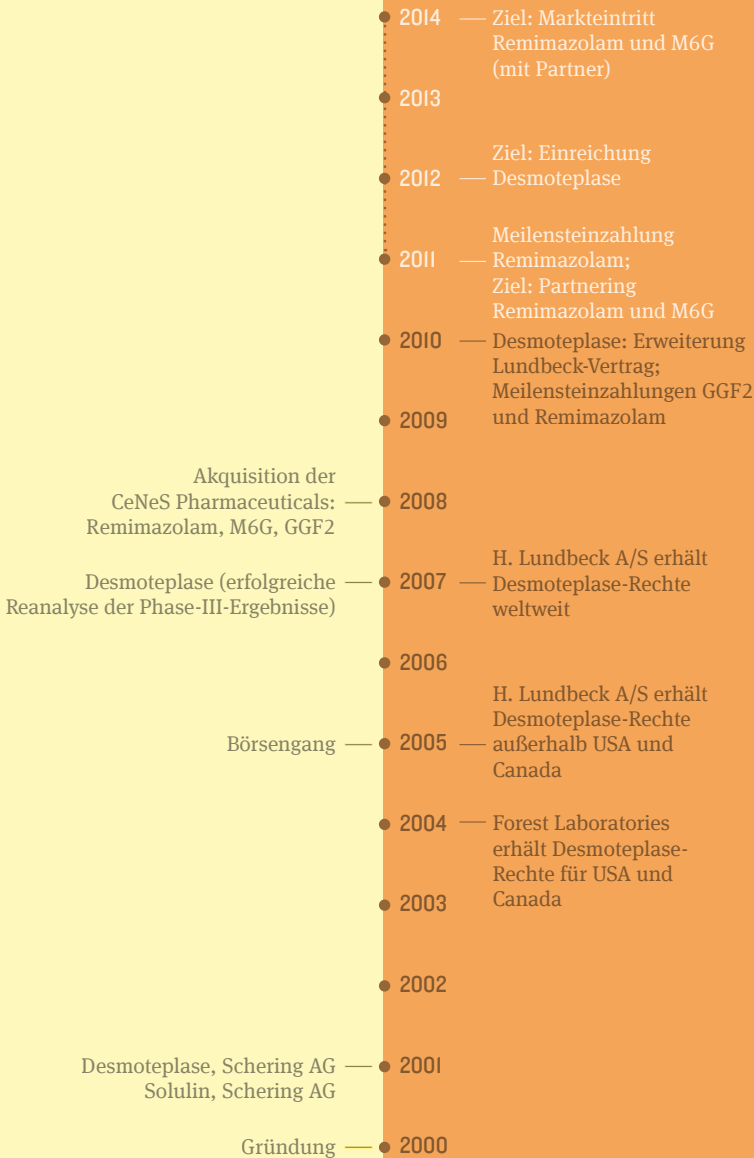 2014
Ziel: Markteintritt
Remimazolam und M6G
(mit Partner)
2013
2012
Ziel: Einreichung
Desmoteplase
2011
Meilensteinzahlung
Remimazolam;
Ziel: Partnering
Remimazolam und M6G
2010
Desmoteplase: Erweiterung
Lundbeck-Vertrag;
Meilensteinzahlungen GGF2
und Remimazolam
2009
Akquisition der
CeNeS Pharmaceuticals:
Remimazolam, M6G, GGF2
2008
Desmoteplase (erfolgreiche
Reanalyse der Phase-III-Ergebnisse)
2007
H. Lundbeck A/S erhält
Desmoteplase-Rechte
weltweit
2006
Börsengang
2005
H. Lundbeck A/S erhält
Desmoteplase-Rechte
außerhalb USA und
Canada
2004
Forest Laboratories
erhält Desmoteplase-
Rechte für USA und
Canada
2003
2002
Desmoteplase, Schering AG
Solulin, Schering AG
2001
Gründung
2000